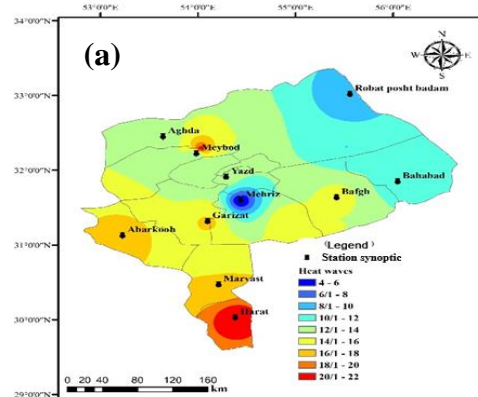 53°0'0"E 54°0'0"E 55°0'0"E 56°0'0"E
34°0'0"N
(a)
N
W E
S
33°0'0"N
Robat posht badam
Aghda
Meybod
32°0'0"N
Yazd
Bahabad
Mehriz
Bafgh
Garizat
Abarkooh
31°0'0"N
(Legend)
Station synoptic
Marvast
Heat waves
4 - 6
6/1 - 8
8/1 - 10
10/1 - 12
12/1 - 14
14/1 - 16
16/1 - 18
18/1 - 20
20/1 - 22
30°0'0"N
Harat
29°0'0"N
0 20 40 80 120 160
km